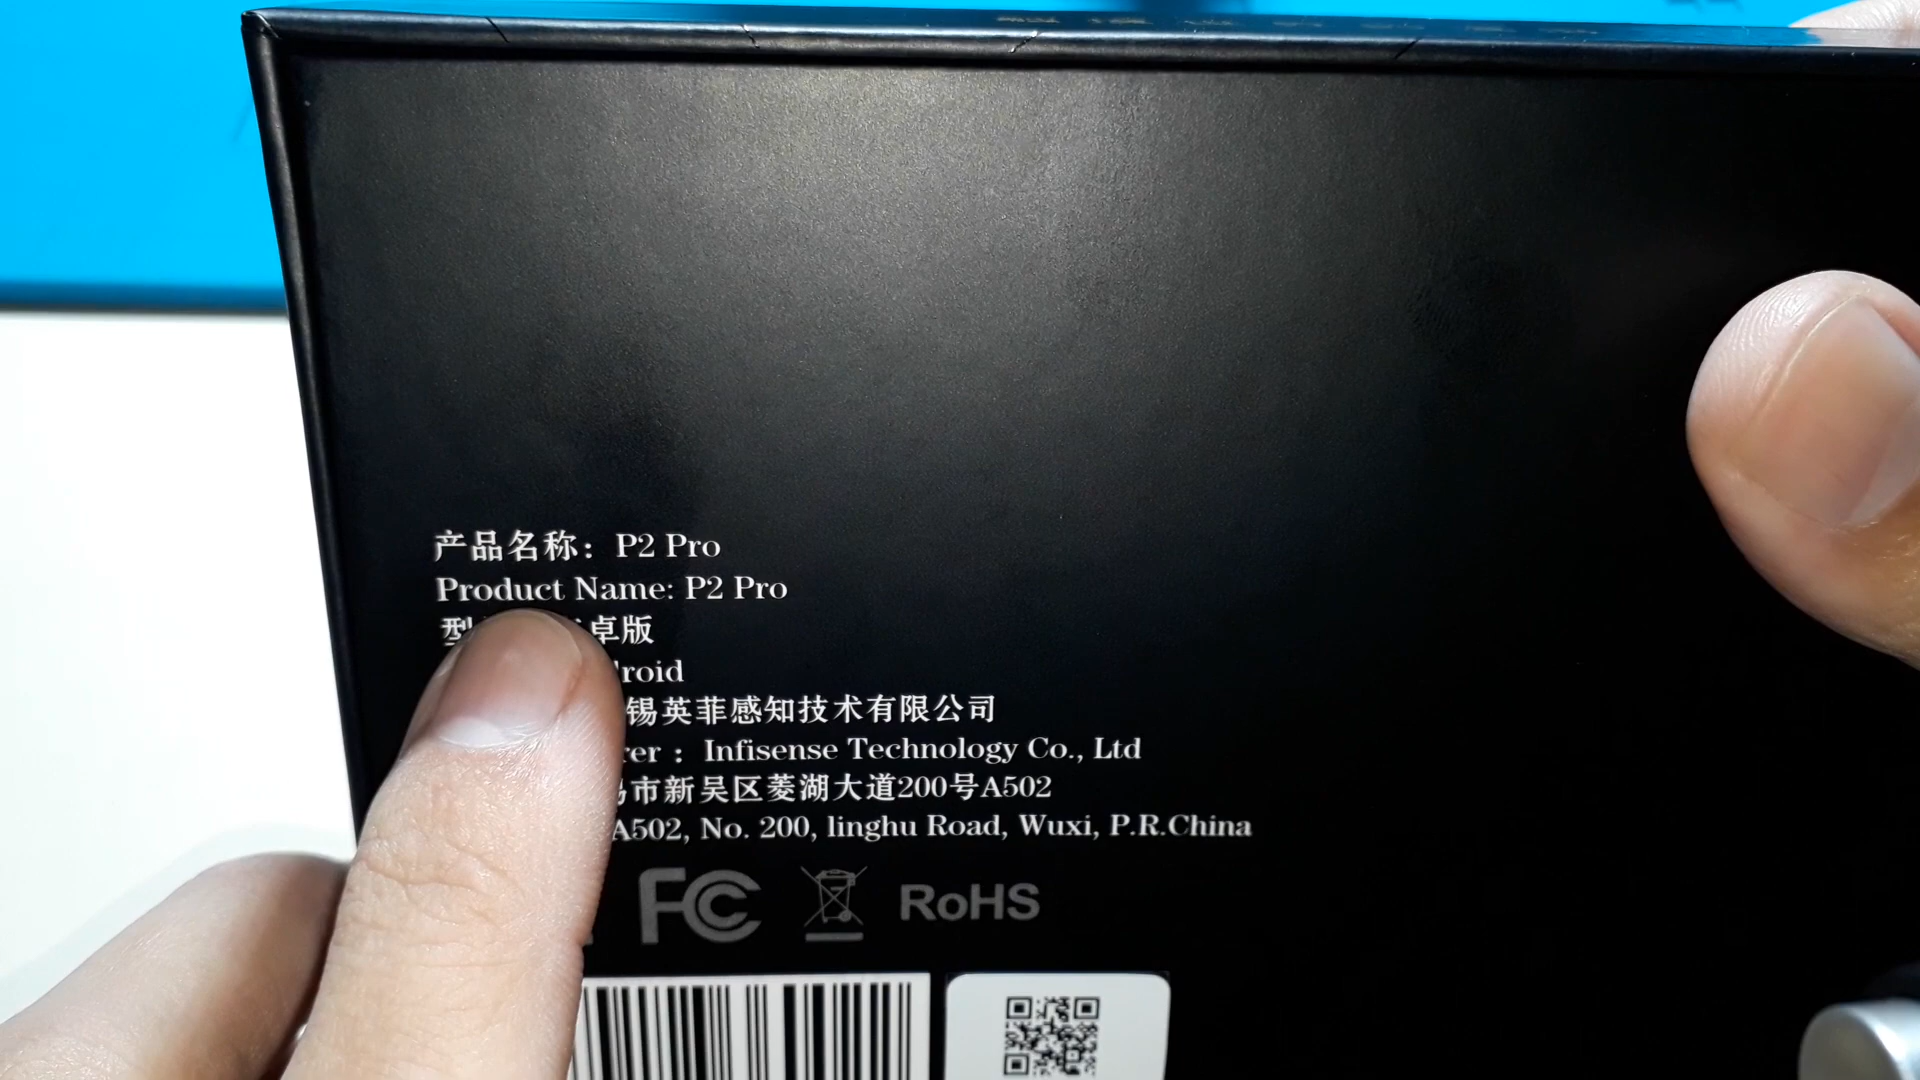 产品名称：P2 Pro
Product Name: P2 Pro
型 卓版
roid
锡英菲感知技术有限公司
rer : Infisense Technology Co., Ltd
市新吴区菱湖大道200号A502
A502, No. 200, linghu Road, Wuxi, P.R.China
FC RoHS